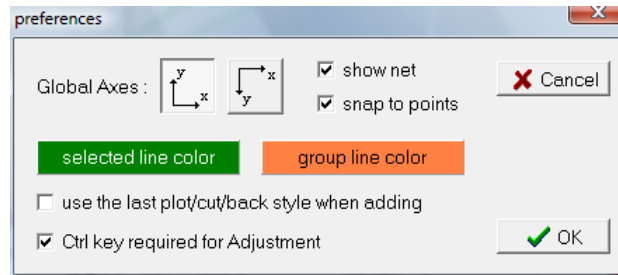 preferences
Global Axes :
y
x
x
y
show net
snap to points
Cancel
selected line color
group line color
use the last plot/cut/back style when adding
Ctrl key required for Adjustment
OK